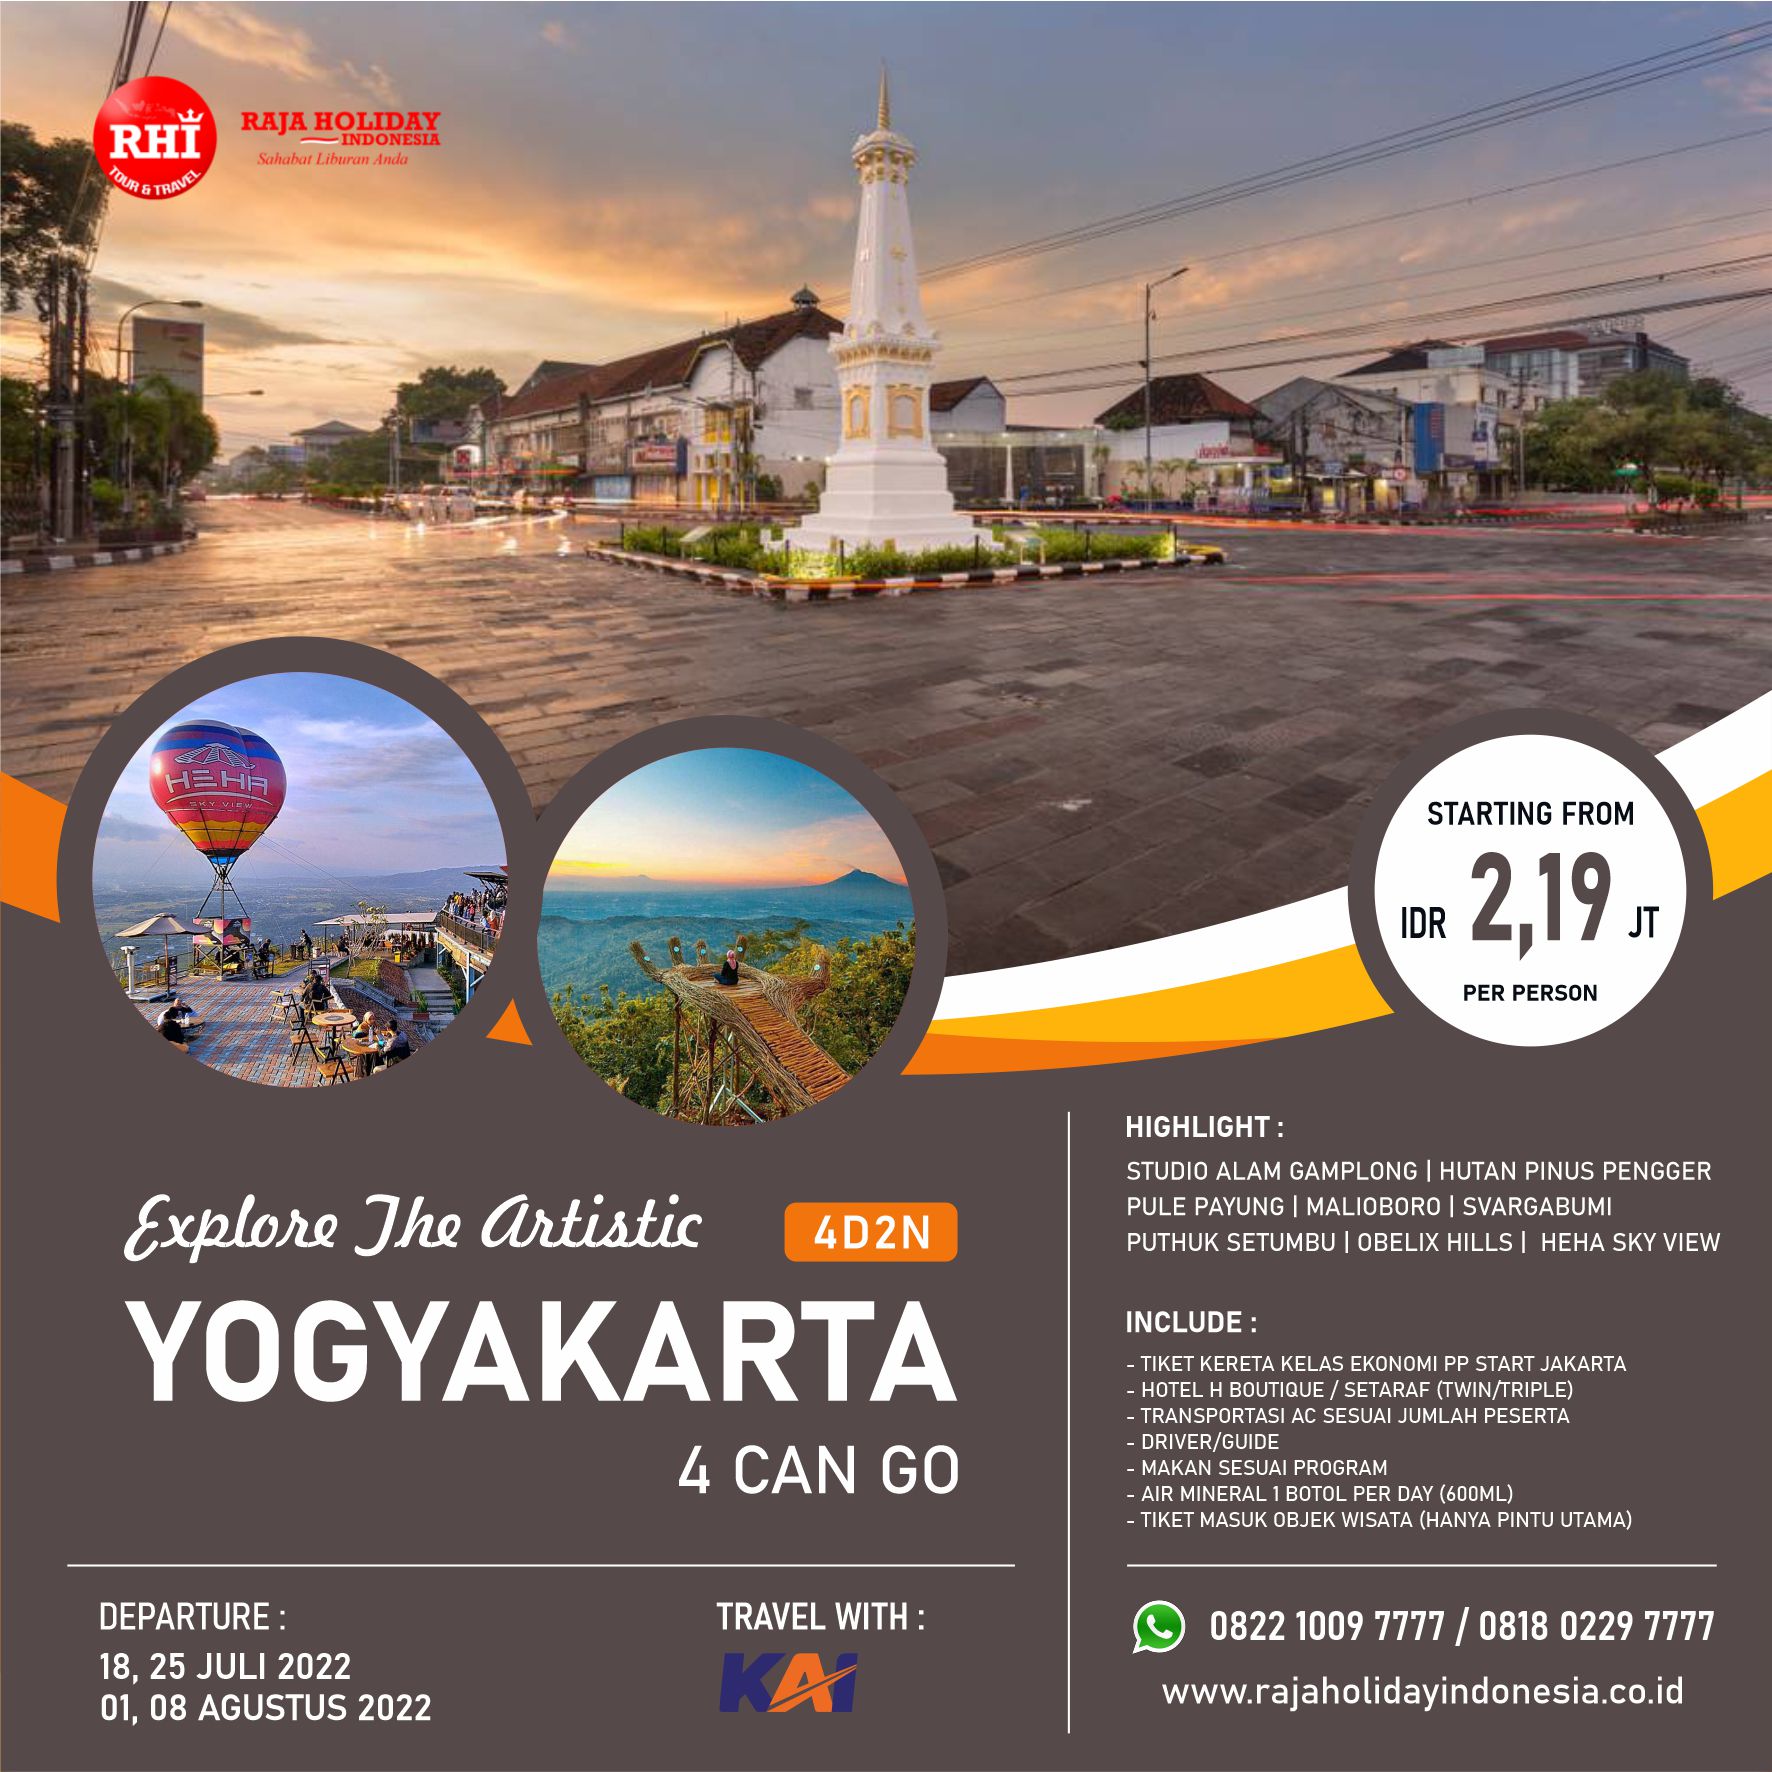 RHI
TOUR & TRAVEL
RAJA HOLIDAY
INDONESIA
Sahabat Liburan Anda
HEHA
SKY VIEW
STARTING FROM
IDR 2,19 JT
PER PERSON
Explore The Artistic
4D2N
YOGYAKARTA
4 CAN GO
HIGHLIGHT :
STUDIO ALAM GAMPLONG | HUTAN PINUS PENGGER
PULE PAYUNG | MALIOBORO | SVARGABUMI
PUTHUK SETUMBU | OBELIX HILLS | HEHA SKY VIEW
INCLUDE :
- TIKET KERETA KELAS EKONOMI PP START JAKARTA
- HOTEL H BOUTIQUE / SETARAF (TWIN/TRIPLE)
- TRANSPORTASI AC SESUAI JUMLAH PESERTA
- DRIVER/GUIDE
- MAKAN SESUAI PROGRAM
- AIR MINERAL 1 BOTOL PER DAY (600ML)
- TIKET MASUK OBJEK WISATA (HANYA PINTU UTAMA)
DEPARTURE :
18, 25 JULI 2022
01, 08 AGUSTUS 2022
TRAVEL WITH :
KAI
0822 1009 7777 / 0818 0229 7777
www.rajaholidayindonesia.co.id